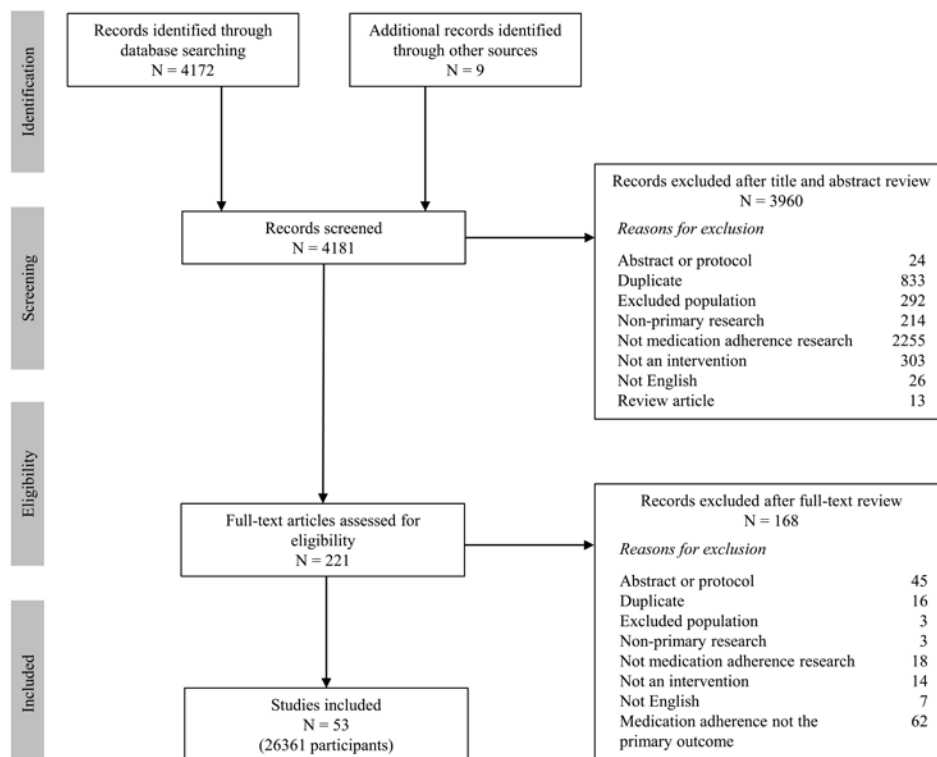 Identification
Records identified through
database searching
N = 4172
Additional records identified
through other sources
N = 9
Screening
Records screened
N = 4181
Records excluded after title and abstract review
N = 3960
Reasons for exclusion
Abstract or protocol 24
Duplicate 833
Excluded population 292
Non-primary research 214
Not medication adherence research 2255
Not an intervention 303
Not English 26
Review article 13
Eligibility
Full-text articles assessed for
eligibility
N = 221
Records excluded after full-text review
N = 168
Reasons for exclusion
Abstract or protocol 45
Duplicate 16
Excluded population 3
Non-primary research 3
Not medication adherence research 18
Not an intervention 14
Not English 7
Medication adherence not the 62
primary outcome
Included
Studies included
N = 53
(26361 participants)